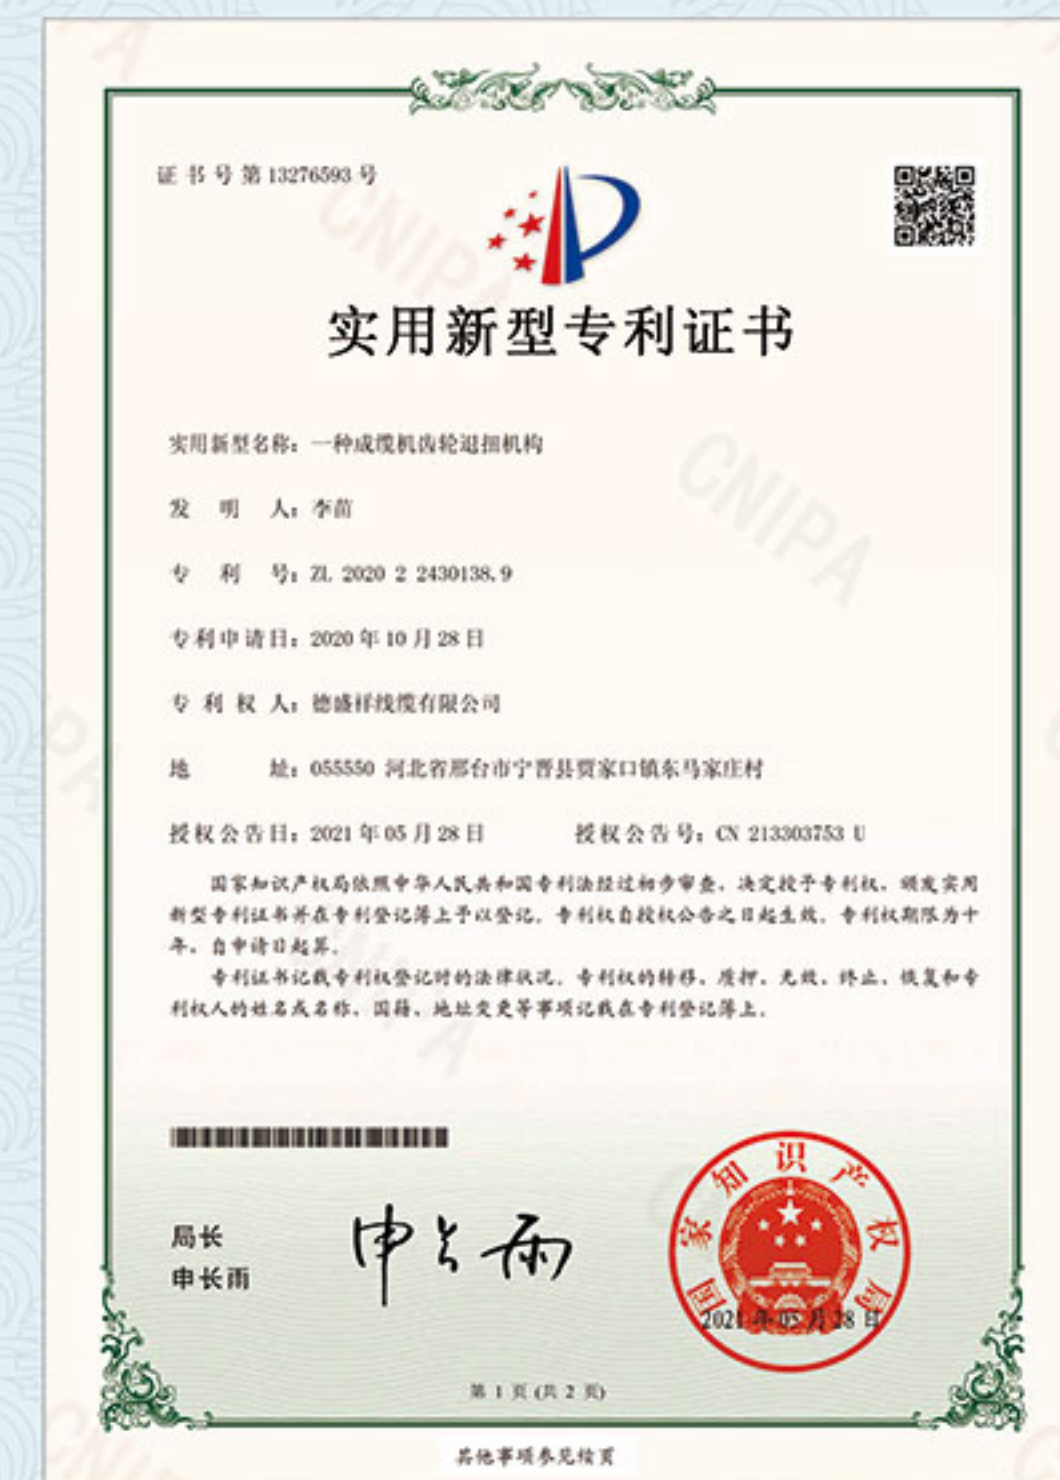 证书号第13276593号
实用新型专利证书
实用新型名称：一种成缆机齿轮退扭机构
发明人：李苗
专利号：ZL 2020 2 2430138.9
专利申请日：2020年10月28日
专利权人：德盛祥线缆有限公司
地址：055550 河北省邢台市宁晋县贾家口镇东马家庄村
授权公告日：2021年05月28日 授权公告号：CN 213303753 U
国家知识产权局依照中华人民共和国专利法经过初步审查，决定授予专利权，颁发实用
新型专利证书并在专利登记簿上予以登记。专利权自授权公告之日起生效。专利权期限为十
年，自申请日起算。
专利证书记载专利权登记时的法律状况。专利权的转移、质押、无效、终止、恢复和专
利权人的姓名或名称、国籍、地址变更等事项记载在专利登记簿上。
局长
申长雨
申长雨
国家知识产权局
2021年05月28日
第 1 页 (共 2 页)
其他事项参见续页
CNIPA
CNIPA
CNIPA